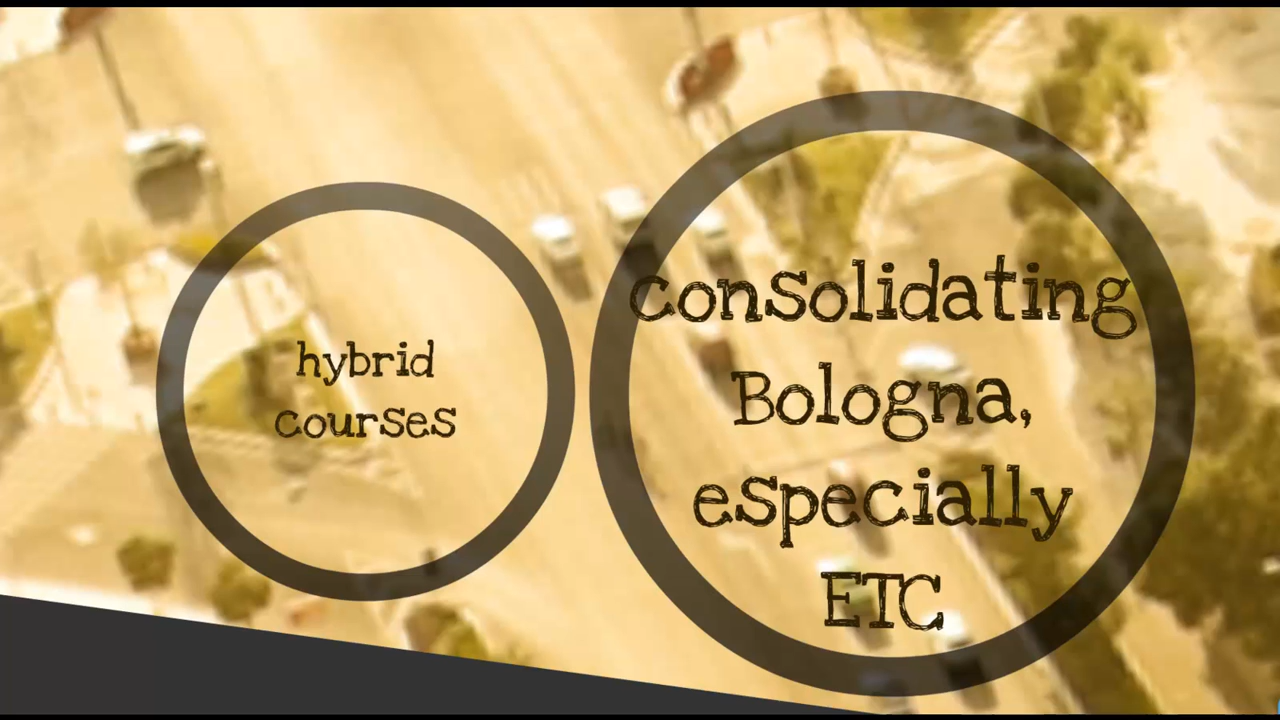 hybrid
courses
consolidating
Bologna,
especially
ETC